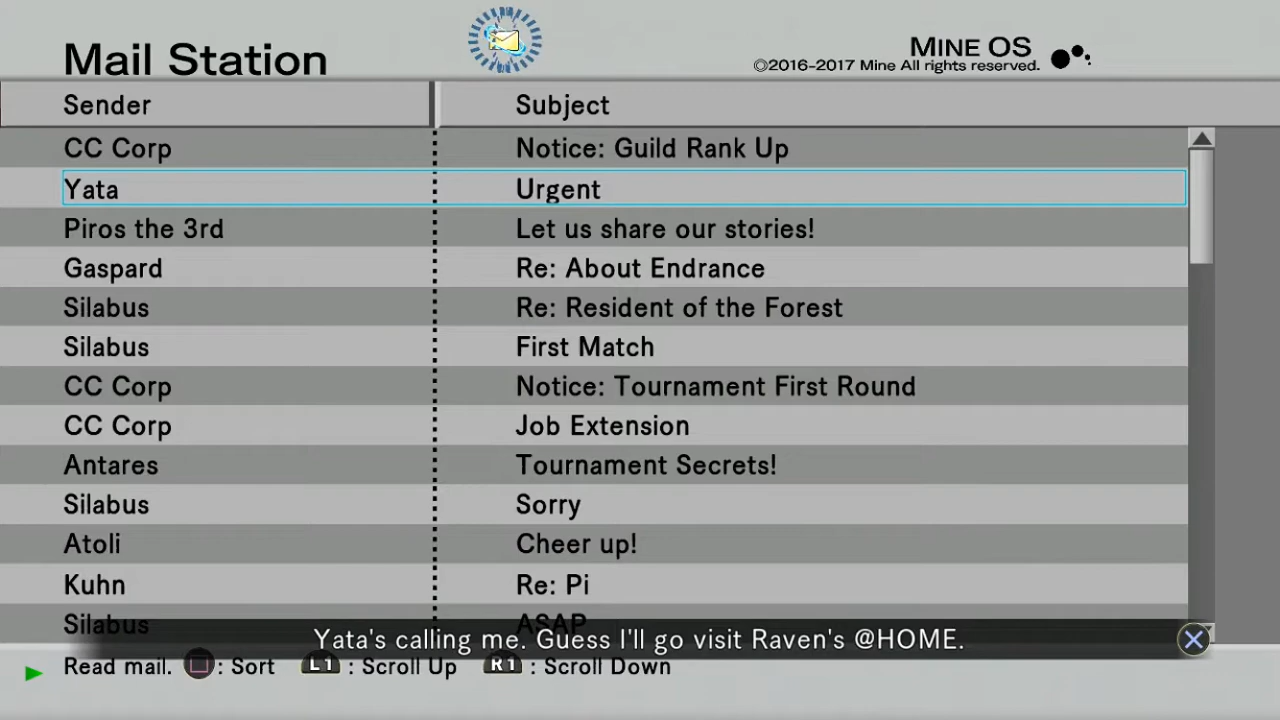 Mail Station
MINE OS
©2016-2017 Mine All rights reserved.
Sender Subject
CC Corp Notice: Guild Rank Up
Yata Urgent
Piros the 3rd Let us share our stories!
Gaspard Re: About Endrance
Silabus Re: Resident of the Forest
Silabus First Match
CC Corp Notice: Tournament First Round
CC Corp Job Extension
Antares Tournament Secrets!
Silabus Sorry
Atoli Cheer up!
Kuhn Re: Pi
Silabus ASAP
Yata's calling me. Guess I'll go visit Raven's @HOME.
Read mail. : Sort L1 : Scroll Up R1 : Scroll Down